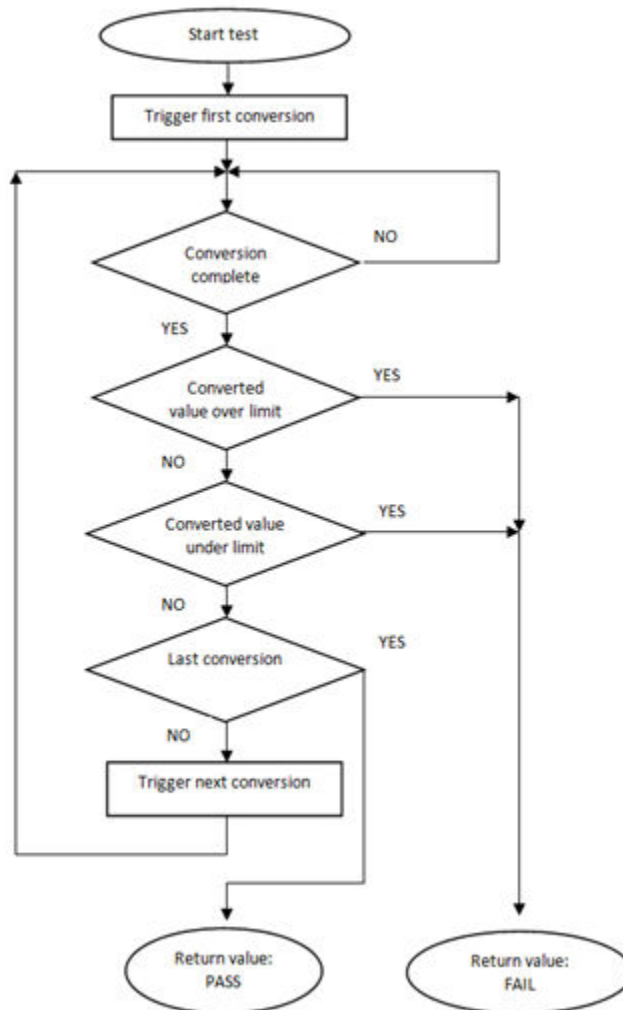 Start test
Trigger first conversion
NO
Conversion
complete
YES
YES
Converted
value over limit
NO
YES
Converted value
under limit
NO
YES
Last conversion
NO
Trigger next conversion
Return value:
PASS
Return value:
FAIL